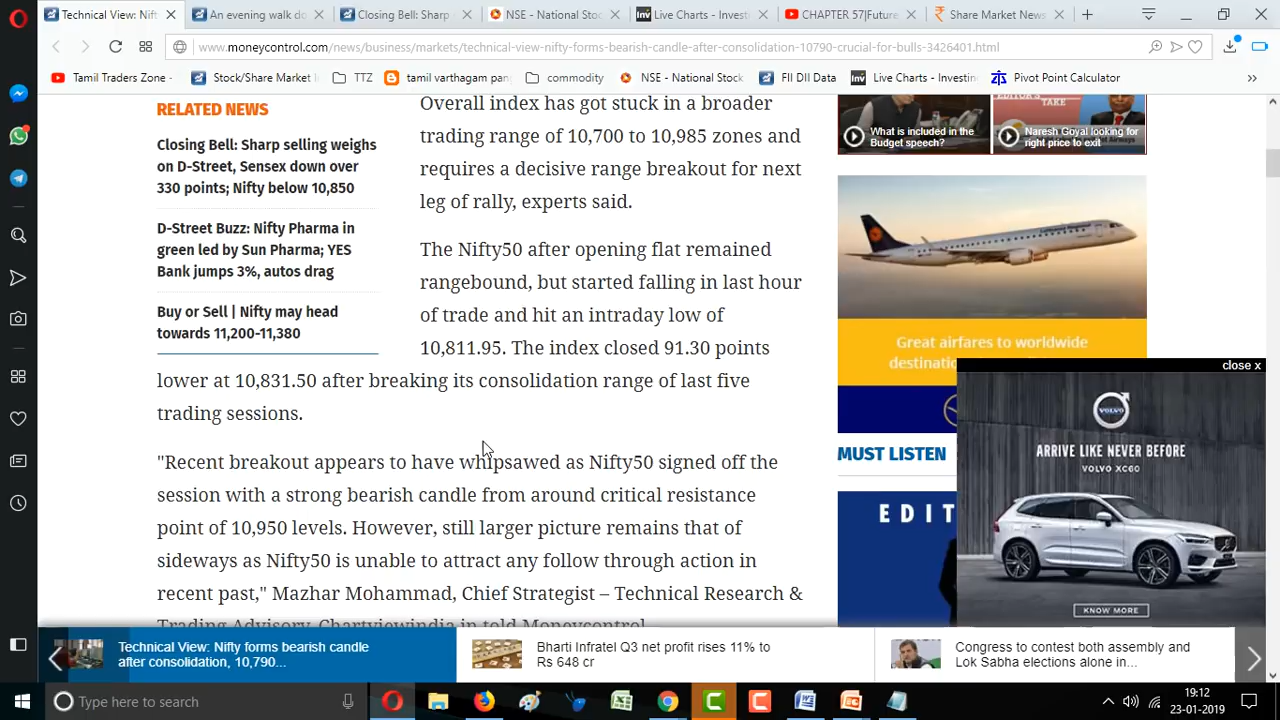 Technical View: Nift
An evening walk do
Closing Bell: Sharp
NSE - National Stoc
Live Charts - Investi
CHAPTER 57|Future
Share Market News
www.moneycontrol.com/news/business/markets/technical-view-nifty-forms-bearish-candle-after-consolidation-10790-crucial-for-bulls-3426401.html
Tamil Traders Zone -
Stock/Share Market I
TTZ
tamil varthagam pan
commodity
NSE - National Stock
FII DII Data
Live Charts - Investin
Pivot Point Calculator
RELATED NEWS
Closing Bell: Sharp selling weighs
on D-Street, Sensex down over
330 points; Nifty below 10,850
D-Street Buzz: Nifty Pharma in
green led by Sun Pharma; YES
Bank jumps 3%, autos drag
Buy or Sell | Nifty may head
towards 11,200-11,380
Overall index has got stuck in a broader
trading range of 10,700 to 10,985 zones and
requires a decisive range breakout for next
leg of rally, experts said.
The Nifty50 after opening flat remained
rangebound, but started falling in last hour
of trade and hit an intraday low of
10,811.95. The index closed 91.30 points
lower at 10,831.50 after breaking its consolidation range of last five
trading sessions.
"Recent breakout appears to have whipsawed as Nifty50 signed off the
session with a strong bearish candle from around critical resistance
point of 10,950 levels. However, still larger picture remains that of
sideways as Nifty50 is unable to attract any follow through action in
recent past," Mazhar Mohammad, Chief Strategist – Technical Research &
Trading Advisory, Chartviewindia.in told Moneycontrol.
EDITOR'S
TAKE
What is included in the
Budget speech?
Naresh Goyal looking for
right price to exit
Great airfares to worldwide
destinatio
MUST LISTEN
EDIT
close x
VOLVO
ARRIVE LIKE NEVER BEFORE
VOLVO XC60
KNOW MORE
Technical View: Nifty forms bearish candle
after consolidation, 10,790...
Bharti Infratel Q3 net profit rises 11% to
Rs 648 cr
Congress to contest both assembly and
Lok Sabha elections alone in...
Type here to search
19:12
23-01-2019